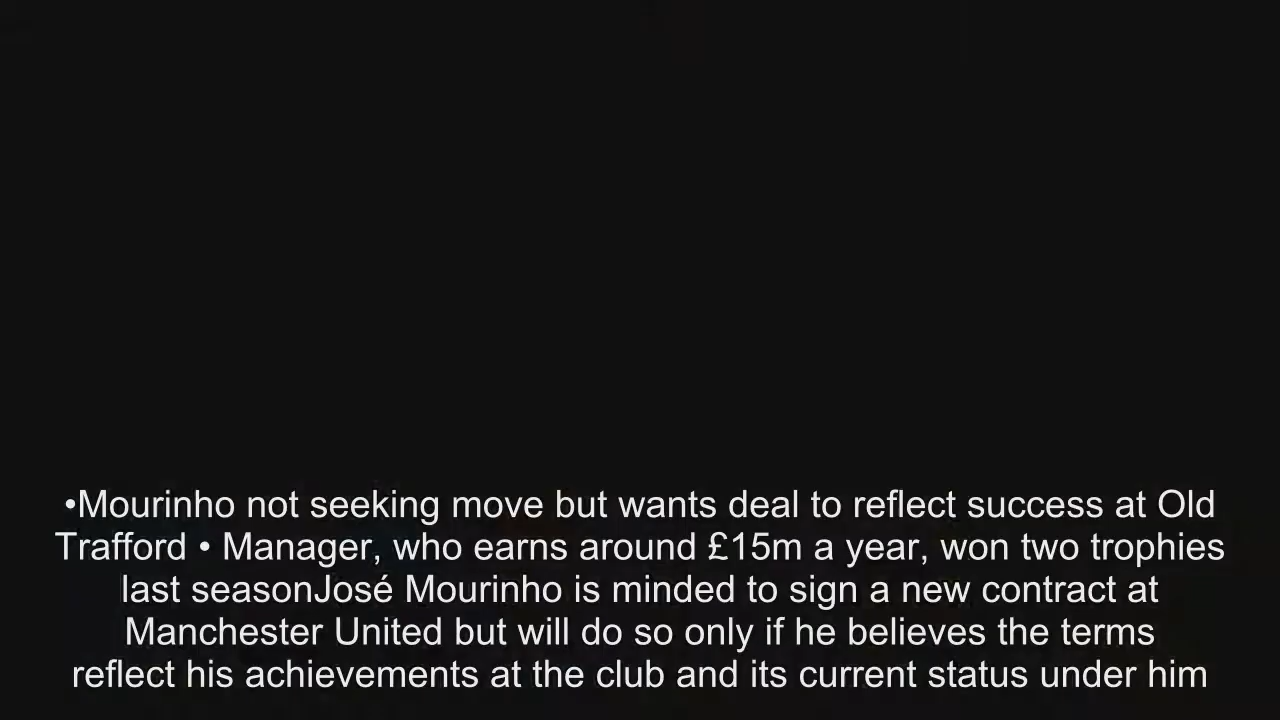 •Mourinho not seeking move but wants deal to reflect success at Old
Trafford • Manager, who earns around £15m a year, won two trophies
last seasonJosé Mourinho is minded to sign a new contract at
Manchester United but will do so only if he believes the terms
reflect his achievements at the club and its current status under him